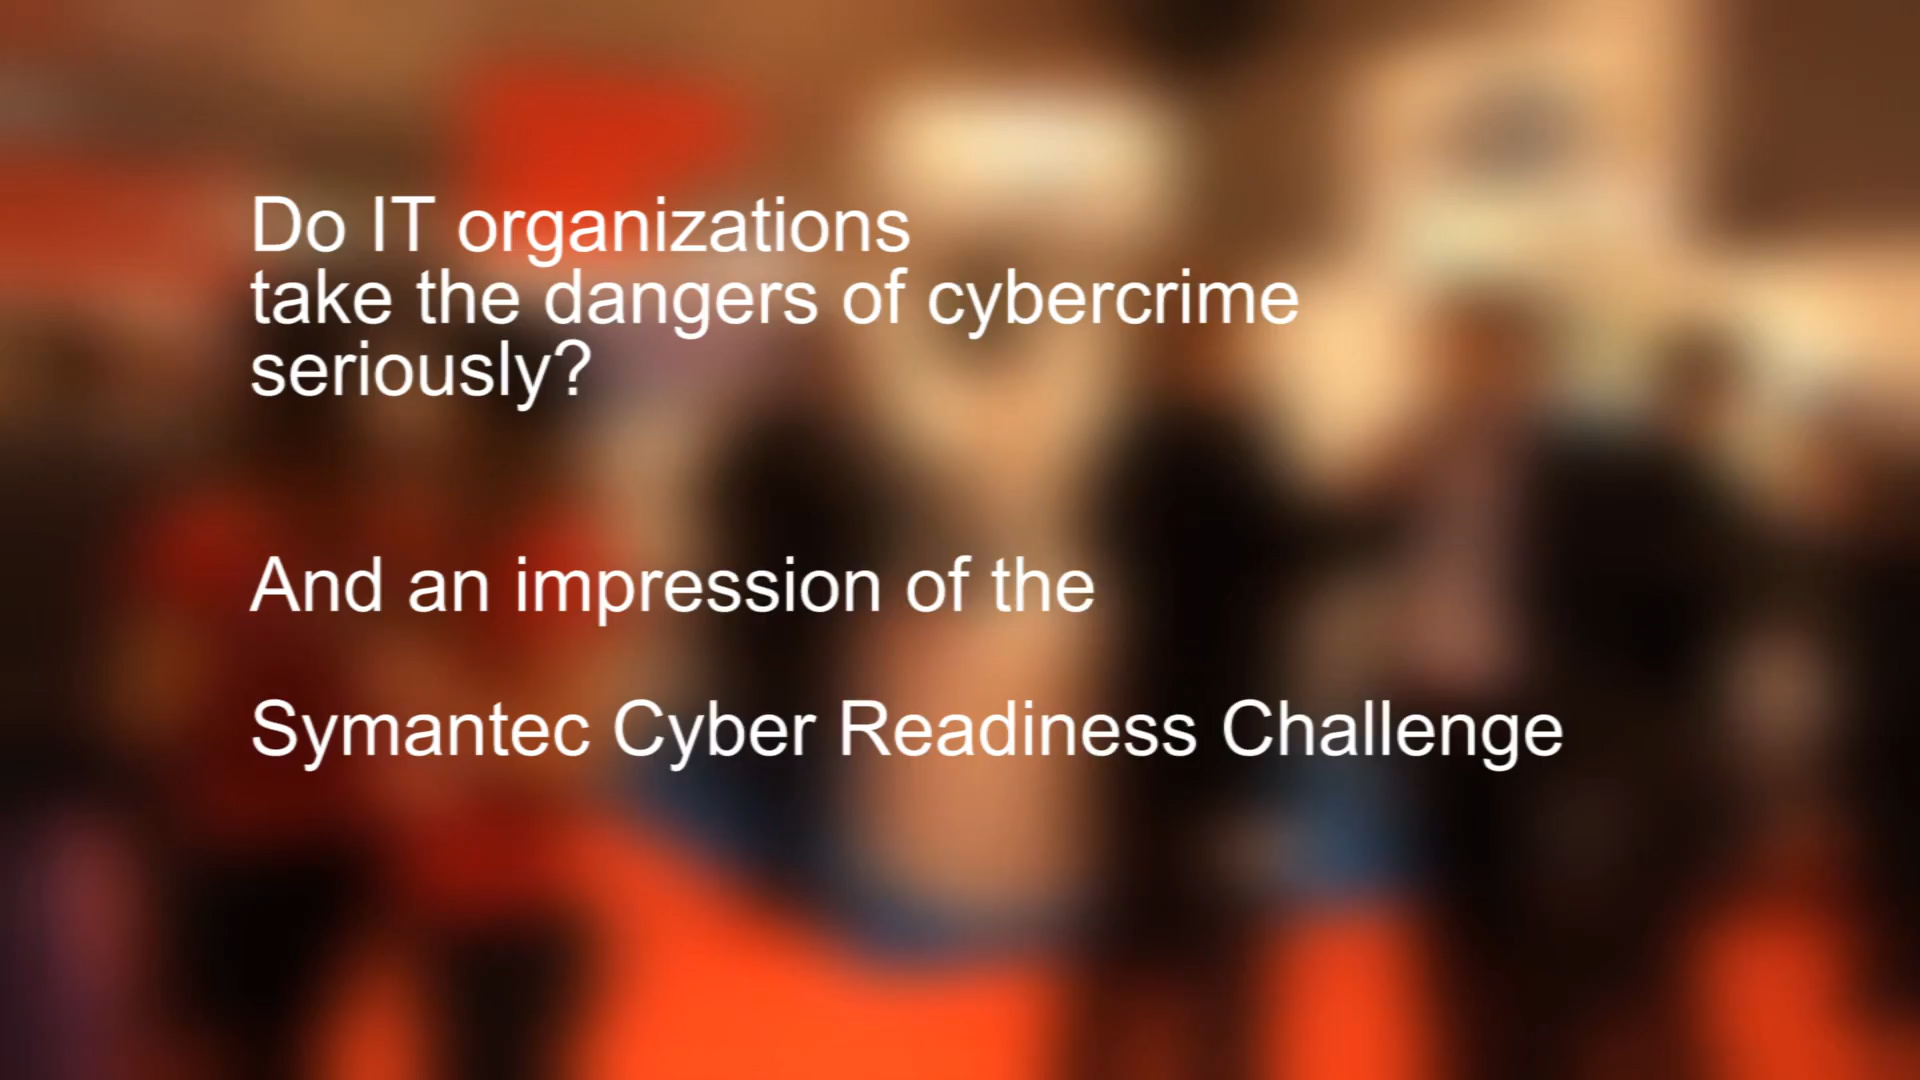 Do IT organizations
take the dangers of cybercrime
seriously?
And an impression of the
Symantec Cyber Readiness Challenge